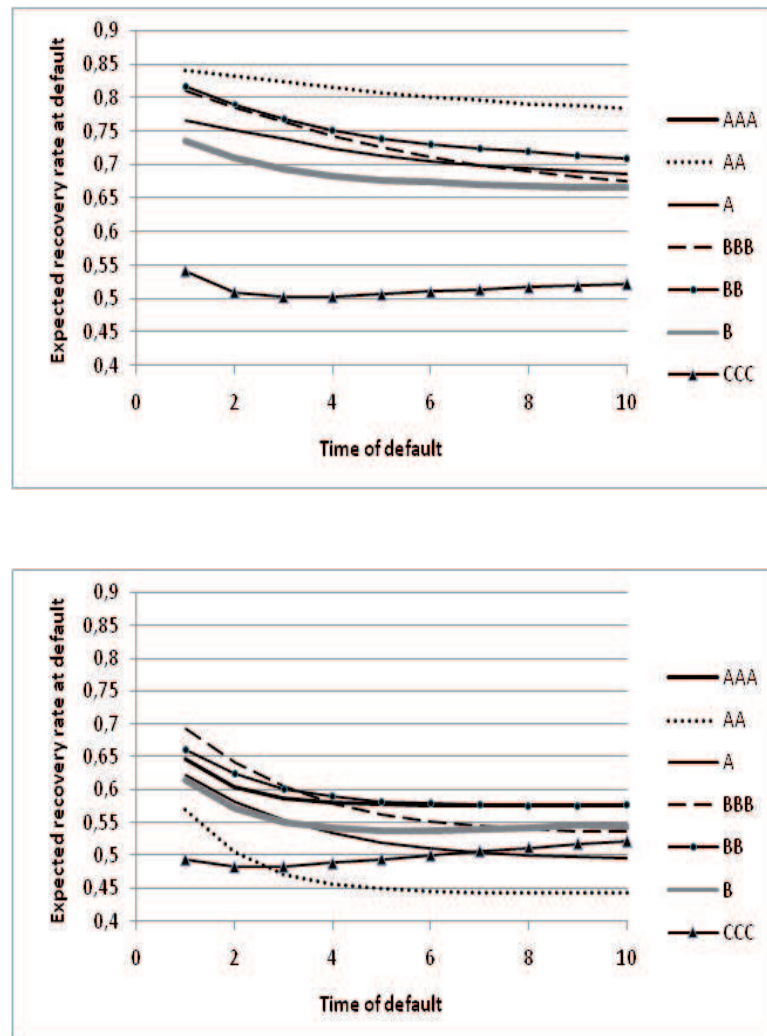 Expected recovery rate at default
0,9
0,85
0,8
0,75
0,7
0,65
0,6
0,55
0,5
0,45
0,4
0 2 4 6 8 10
Time of default
AAA
AA
A
BBB
BB
B
CCC
Expected recovery rate at default
0,9
0,85
0,8
0,75
0,7
0,65
0,6
0,55
0,5
0,45
0,4
0 2 4 6 8 10
Time of default
AAA
AA
A
BBB
BB
B
CCC